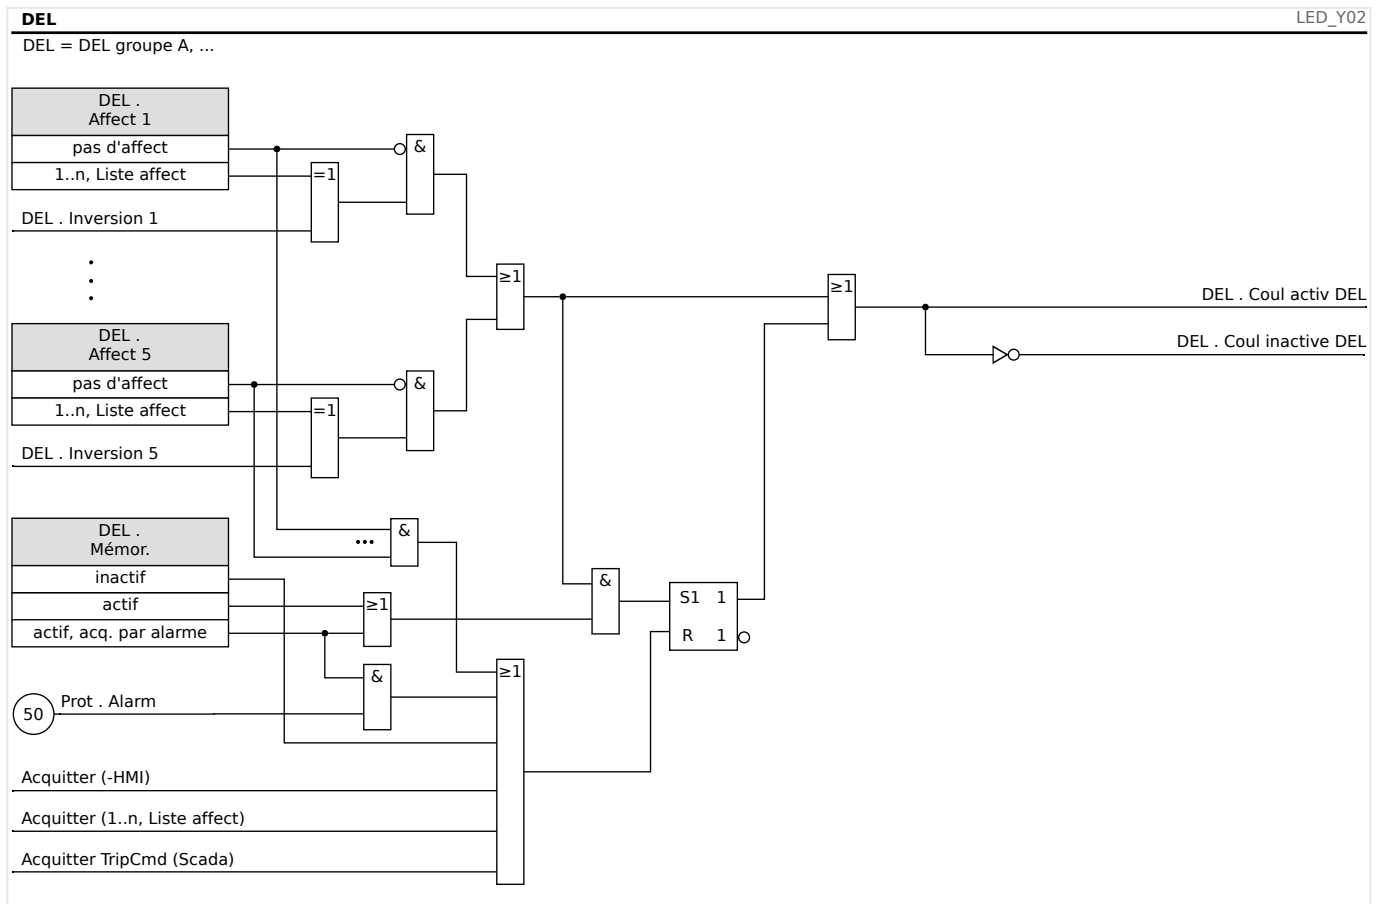 DEL
LED_Y02
DEL = DEL groupe A, ...
DEL .
Affect 1
pas d'affect
1..n, Liste affect
DEL . Inversion 1
=1
&
≥1
≥1
DEL . Coul activ DEL
DEL . Coul inactive DEL
DEL .
Affect 5
pas d'affect
1..n, Liste affect
DEL . Inversion 5
=1
&
DEL .
Mémor.
inactif
actif
actif, acq. par alarme
&
≥1
&
S1 1
R 1
50
Prot . Alarm
&
≥1
Acquitter (-HMI)
Acquitter (1..n, Liste affect)
Acquitter TripCmd (Scada)